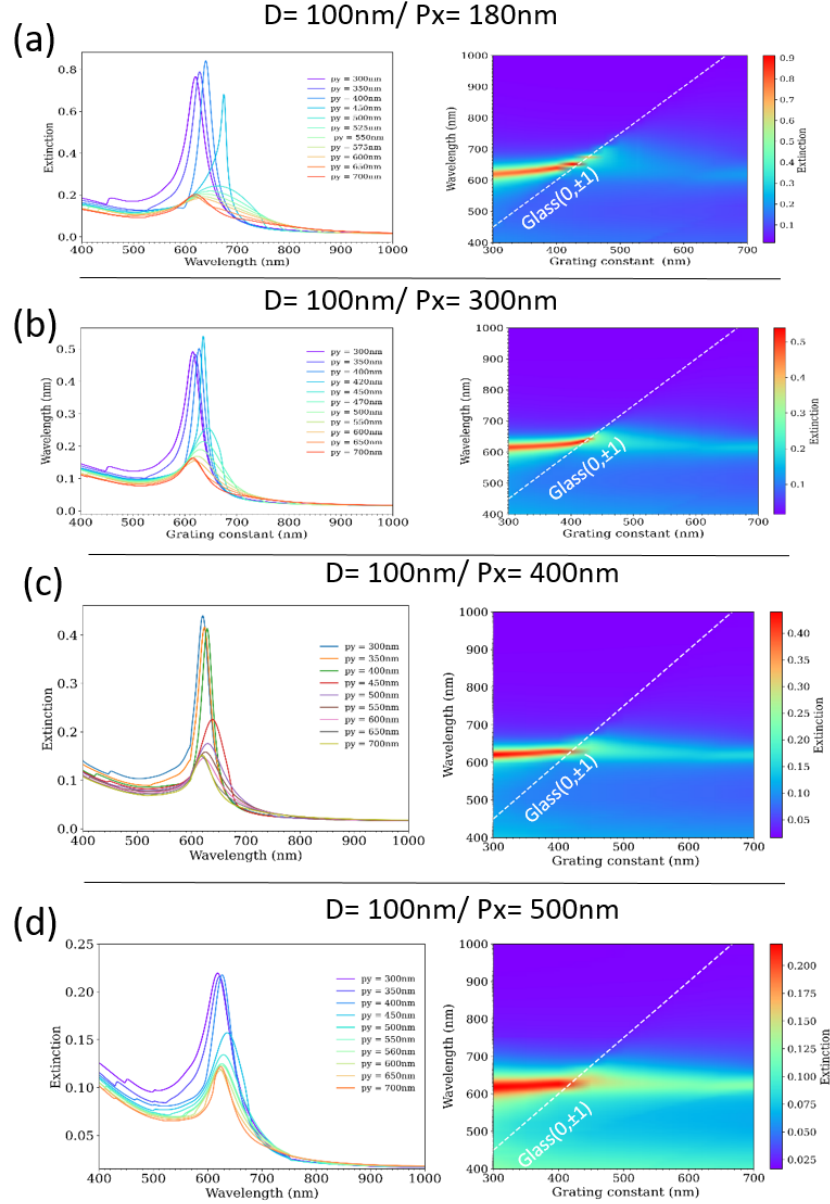 D= 100nm/ Px= 180nm
(a)
0.8
0.6
0.4
0.2
0.0
Extinction
400 500 600 700 800 900 1000
Wavelength (nm)
py = 300nm
py = 350nm
py = 400nm
py = 450nm
py = 500nm
py = 525nm
py = 550nm
py = 575nm
py = 600nm
py = 650nm
py = 700nm
1000
900
800
700
600
500
400
Wavelength (nm)
Glass(0,±1)
300 400 500 600 700
Grating constant (nm)
0.9
0.8
0.7
0.6
0.5
0.4
0.3
0.2
0.1
Extinction
D= 100nm/ Px= 300nm
(b)
0.5
0.4
0.3
0.2
0.1
0.0
Wavelength (nm)
400 500 600 700 800 900 1000
Grating constant (nm)
py = 300nm
py = 350nm
py = 400nm
py = 420nm
py = 450nm
py = 470nm
py = 500nm
py = 550nm
py = 600nm
py = 650nm
py = 700nm
1000
900
800
700
600
500
400
Wavelength (nm)
Glass(0,±1)
300 400 500 600 700
Grating constant (nm)
0.5
0.4
0.3
0.2
0.1
Extinction
D= 100nm/ Px= 400nm
(c)
0.4
0.3
0.2
0.1
0.0
Extinction
400 500 600 700 800 900 1000
Wavelength (nm)
py = 300nm
py = 350nm
py = 400nm
py = 450nm
py = 500nm
py = 550nm
py = 600nm
py = 650nm
py = 700nm
1000
900
800
700
600
500
400
Wavelength (nm)
Glass(0,±1)
300 400 500 600 700
Grating constant (nm)
0.40
0.35
0.30
0.25
0.20
0.15
0.10
0.05
Extinction
D= 100nm/ Px= 500nm
(d)
0.25
0.20
0.15
0.10
0.05
Extinction
400 500 600 700 800 900 1000
Wavelength (nm)
py = 300nm
py = 350nm
py = 400nm
py = 450nm
py = 500nm
py = 550nm
py = 560nm
py = 600nm
py = 650nm
py = 700nm
1000
900
800
700
600
500
400
Wavelength (nm)
Glass(0,±1)
300 400 500 600 700
Grating constant (nm)
0.200
0.175
0.150
0.125
0.100
0.075
0.050
0.025
Extinction